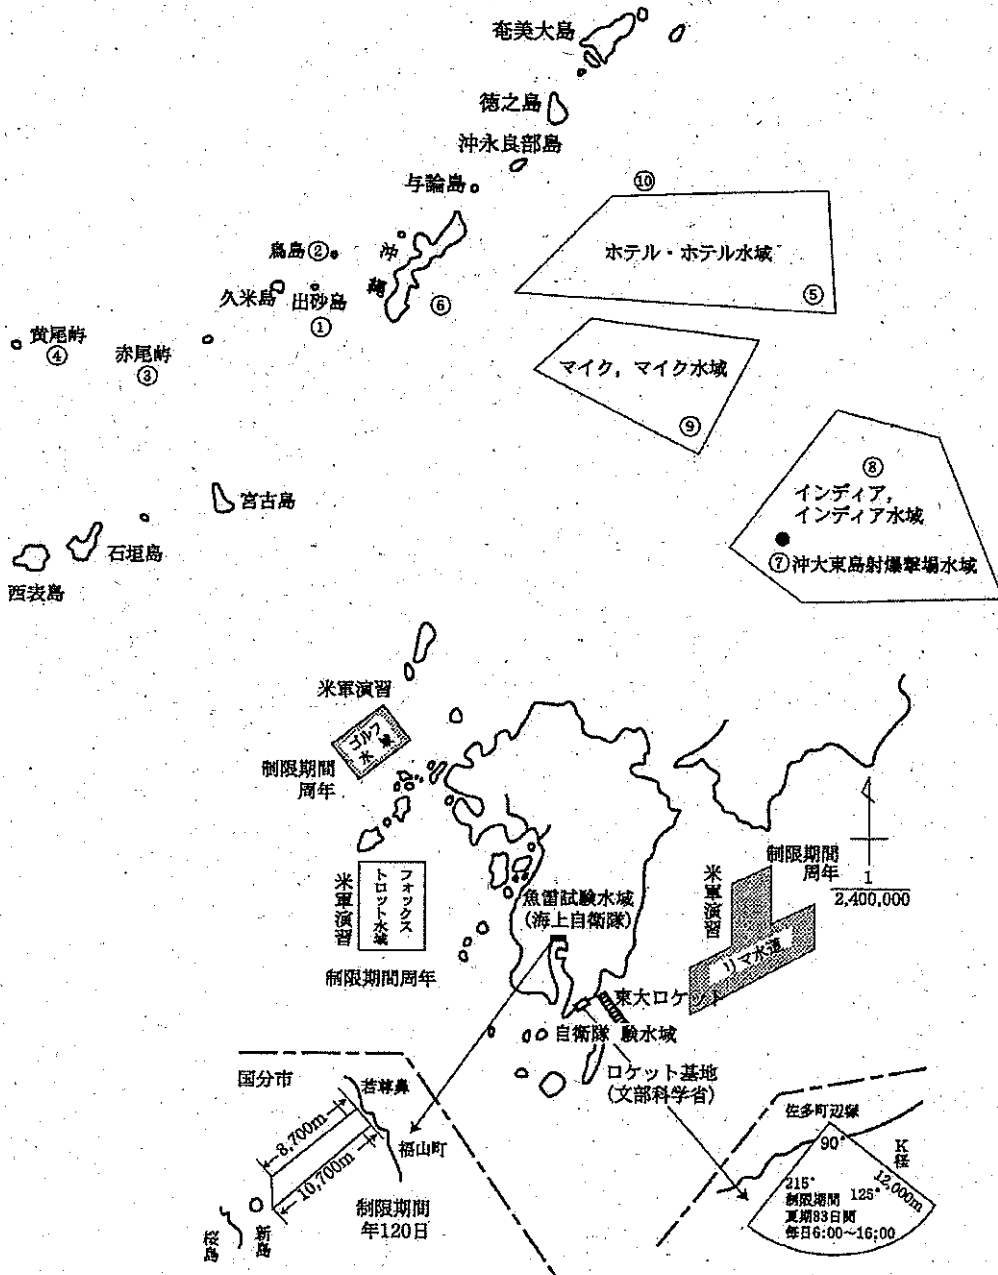 奄美大島
徳之島
沖永良部島
与論島
⑩
ホテル・ホテル水域
⑤
鳥島②
沖
縄
⑥
久米島
出砂島
①
黄尾嶼
④
赤尾嶼
③
マイク，マイク水域
⑨
⑧
インディア，
インディア水域
⑦沖大東島射爆撃場水域
宮古島
石垣島
西表島
米軍演習
ゴルフ
水
制限期間
周年
米軍演習
フォックス
トロット水域
制限期間周年
魚雷試験水域
(海上自衛隊)
米軍演習
制限期間
周年
リマ水道
1
2,400,000
東大ロケット
自衛隊 験水域
ロケット基地
(文部科学省)
国分市
若尊鼻
8,700m
10,700m
福山町
制限期間
年120日
桜島
新島
佐多町辺塚
90°
K径
12,000m
215°
125°
制限期間
夏期83日間
毎日6:00〜16:00